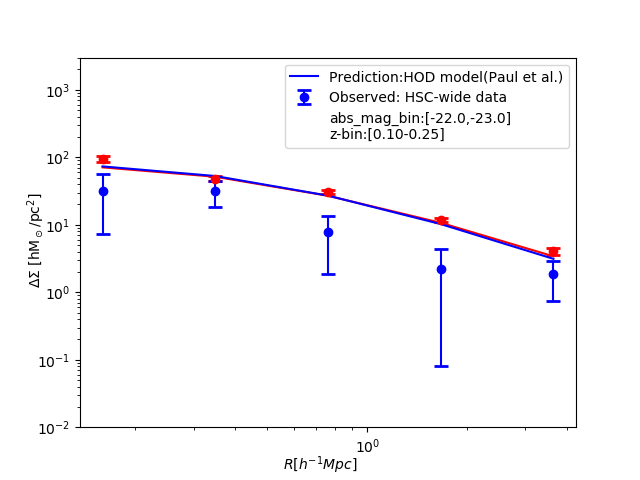 Prediction:HOD model(Paul et al.)
Observed: HSC-wide data
abs_mag_bin:[-22.0,-23.0]
z-bin:[0.10-0.25]
10³
10²
10¹
10⁰
10⁻¹
10⁻²
ΔΣ [hM⊙/pc²]
10⁰
R[h⁻¹Mpc]